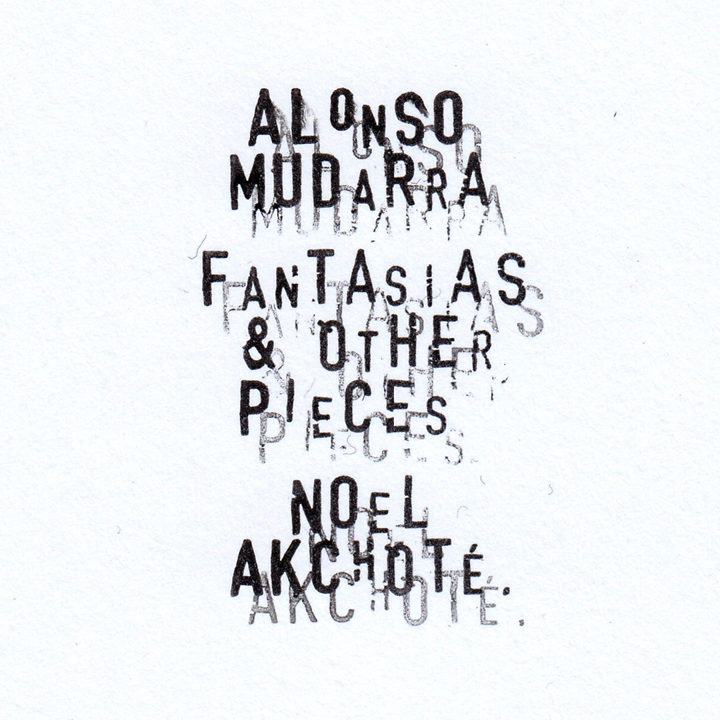 ALONSO
MUDARRA
FANTASIAS
& OTHER
PIECES
NOEL
AKCHOTÉ.